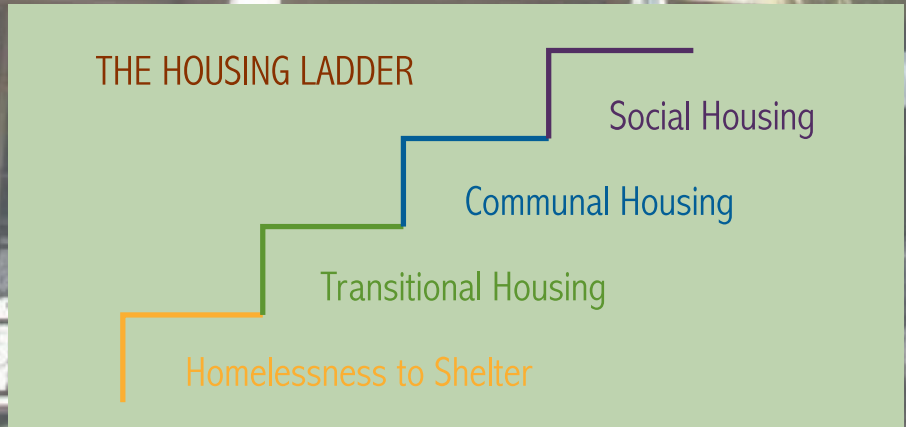 THE HOUSING LADDER
Social Housing
Communal Housing
Transitional Housing
Homelessness to Shelter